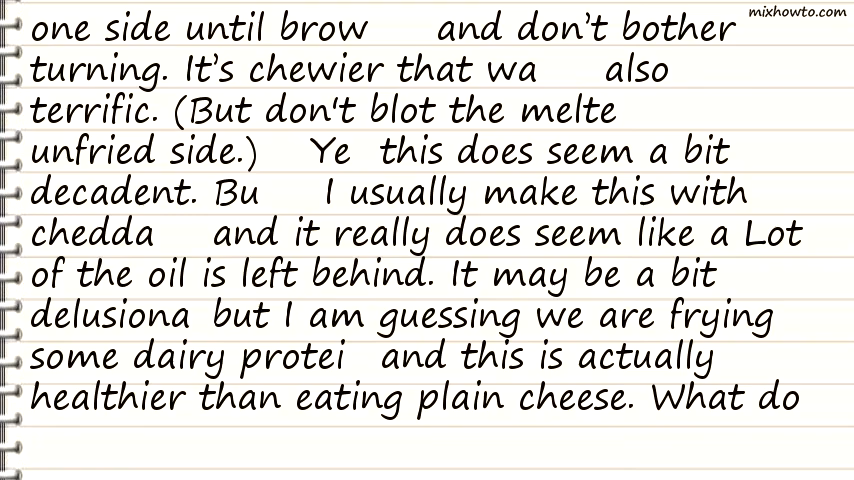 mixhowto.com
one side until brow and don't bother
turning. It's chewier that wa also
terrific. (But don't blot the melte
unfried side.) Ye this does seem a bit
decadent. Bu I usually make this with
chedda and it really does seem like a Lot
of the oil is left behind. It may be a bit
delusiona but I am guessing we are frying
some dairy protei and this is actually
healthier than eating plain cheese. What do